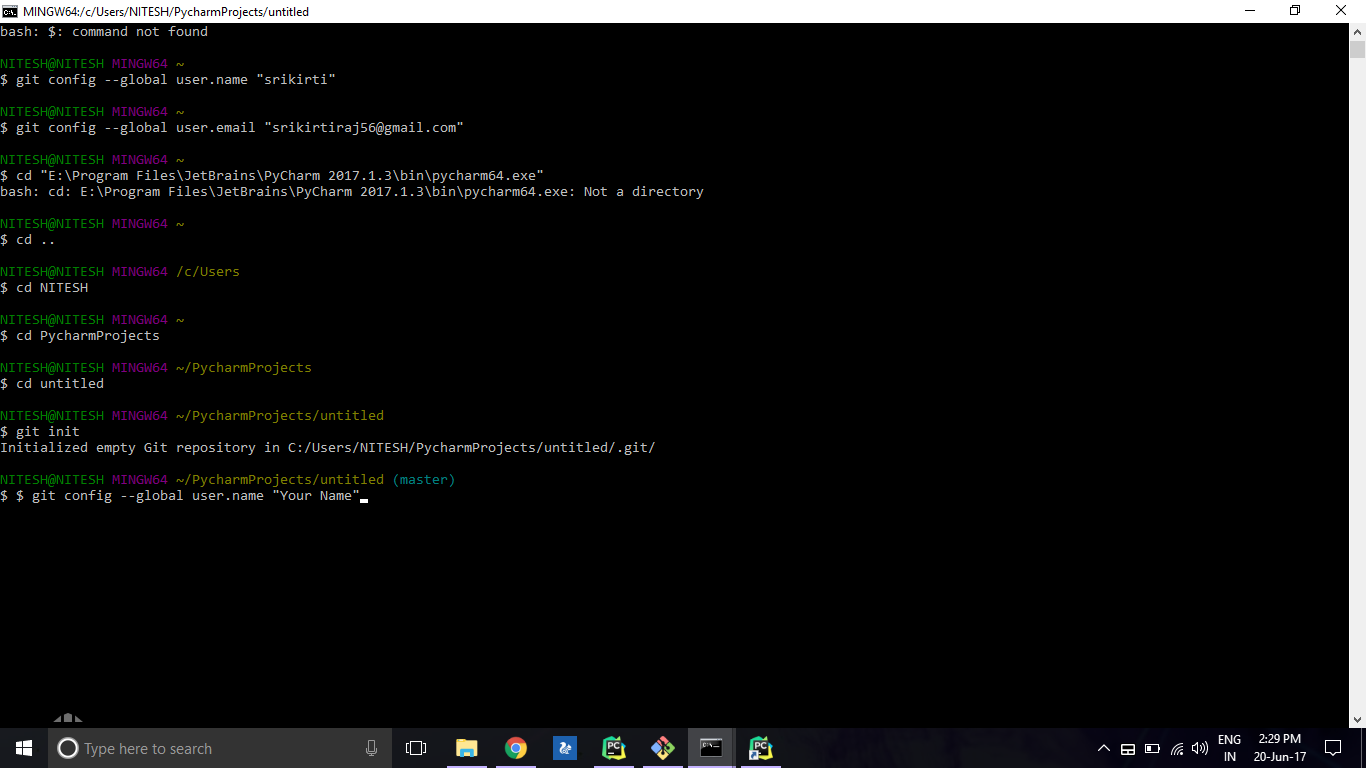 MINGW64:/c/Users/NITESH/PycharmProjects/untitled
bash: $: command not found
NITESH@NITESH MINGW64 ~
$ git config --global user.name "srikirti"
NITESH@NITESH MINGW64 ~
$ git config --global user.email "srikirtiraj56@gmail.com"
NITESH@NITESH MINGW64 ~
$ cd "E:\Program Files\JetBrains\PyCharm 2017.1.3\bin\pycharm64.exe"
bash: cd: E:\Program Files\JetBrains\PyCharm 2017.1.3\bin\pycharm64.exe: Not a directory
NITESH@NITESH MINGW64 ~
$ cd ..
NITESH@NITESH MINGW64 /c/Users
$ cd NITESH
NITESH@NITESH MINGW64 ~
$ cd PycharmProjects
NITESH@NITESH MINGW64 ~/PycharmProjects
$ cd untitled
NITESH@NITESH MINGW64 ~/PycharmProjects/untitled
$ git init
Initialized empty Git repository in C:/Users/NITESH/PycharmProjects/untitled/.git/
NITESH@NITESH MINGW64 ~/PycharmProjects/untitled (master)
$ $ git config --global user.name "Your Name"
Type here to search
PC
PC
ENG
IN
2:29 PM
20-Jun-17